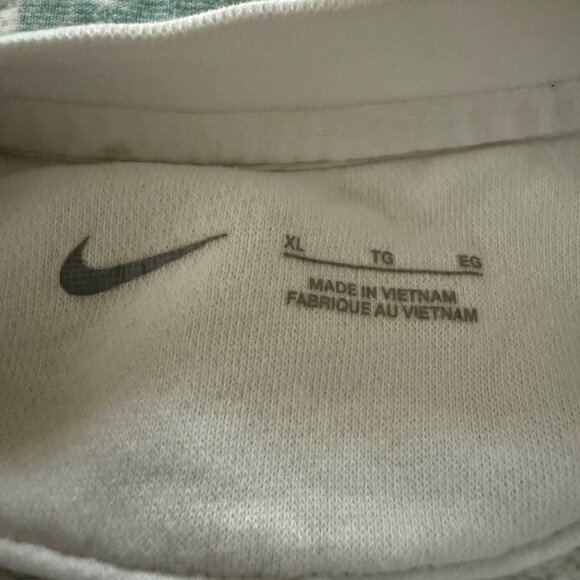 XL TG EG
MADE IN VIETNAM
FABRIQUE AU VIETNAM